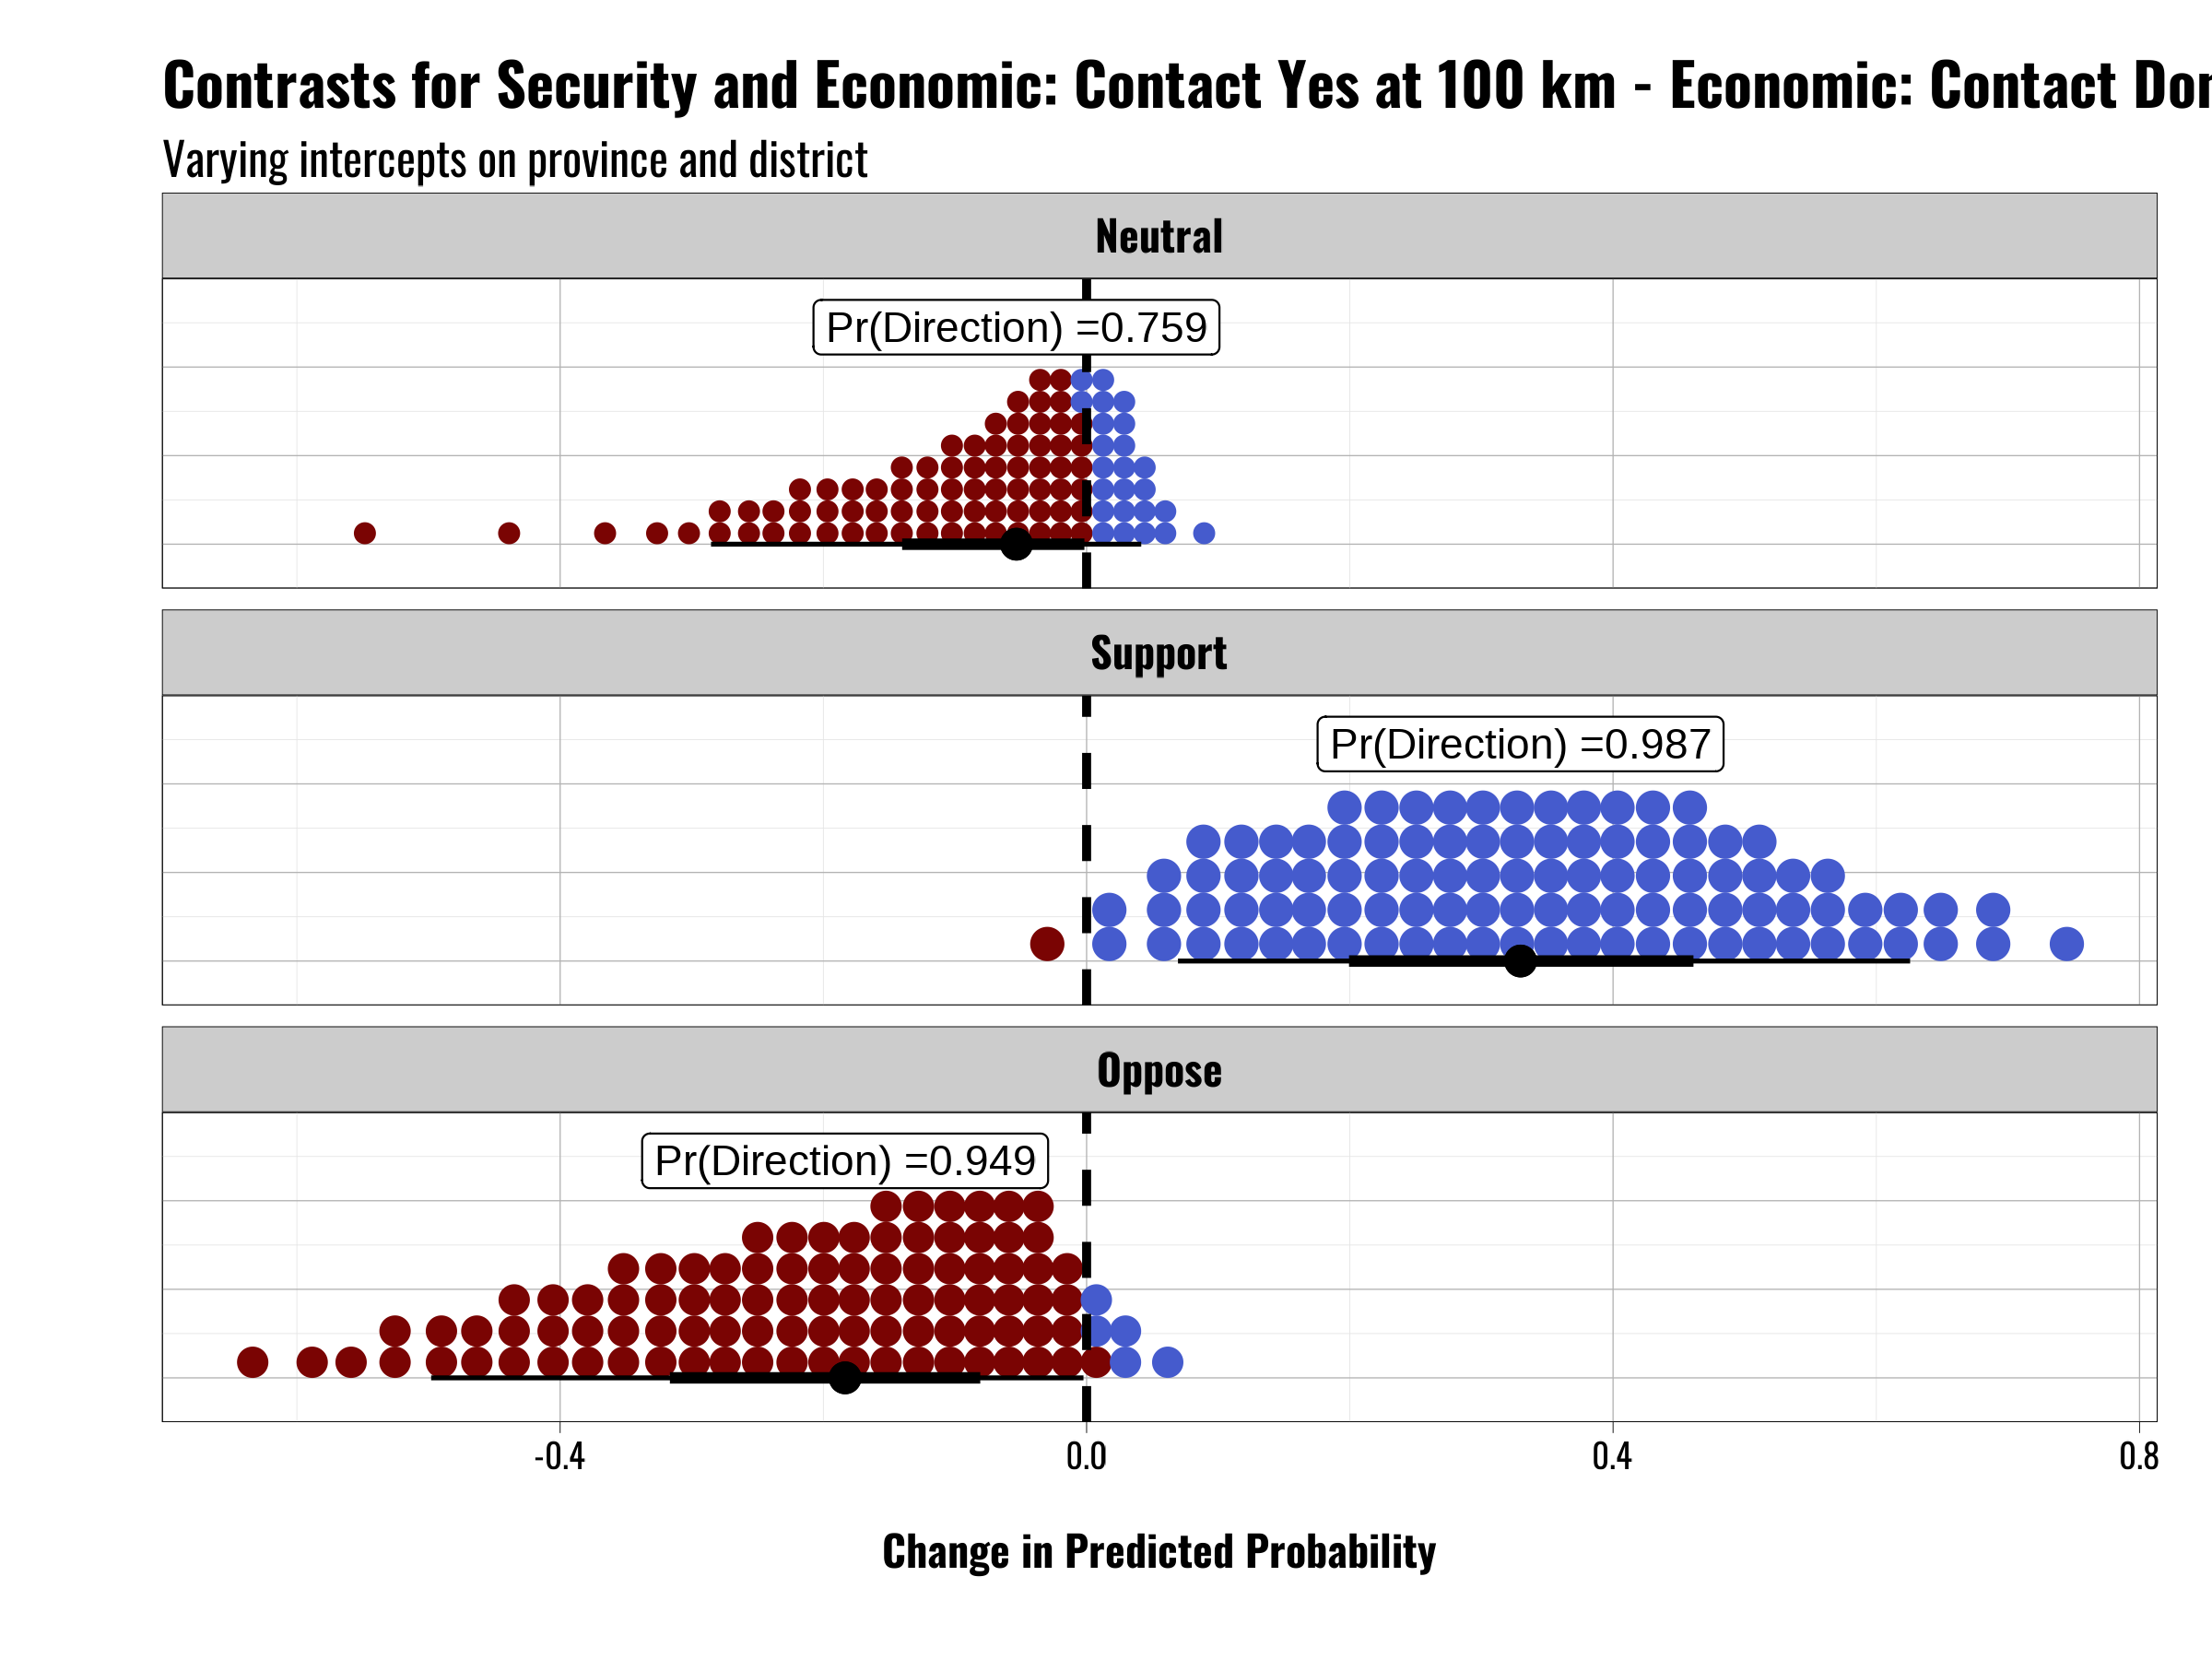 Contrasts for Security and Economic: Contact Yes at 100 km - Economic: Contact
Varying intercepts on province and district
Neutral
Pr(Direction) =0.759
Support
Pr(Direction) =0.987
Oppose
Pr(Direction) =0.949
-0.4 0.0 0.4 0.8
Change in Predicted Probability